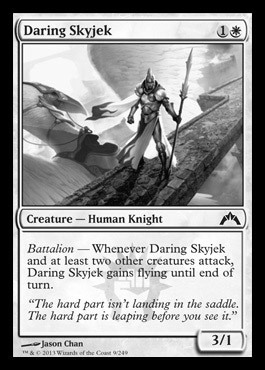 Daring Skyjek 1
Creature — Human Knight
Battalion — Whenever Daring Skyjek
and at least two other creatures attack,
Daring Skyjek gains flying until end of
turn.
“The hard part isn’t landing in the saddle.
The hard part is leaping before you see it.”
3/1
Jason Chan
™ & © 2013 Wizards of the Coast 9/249